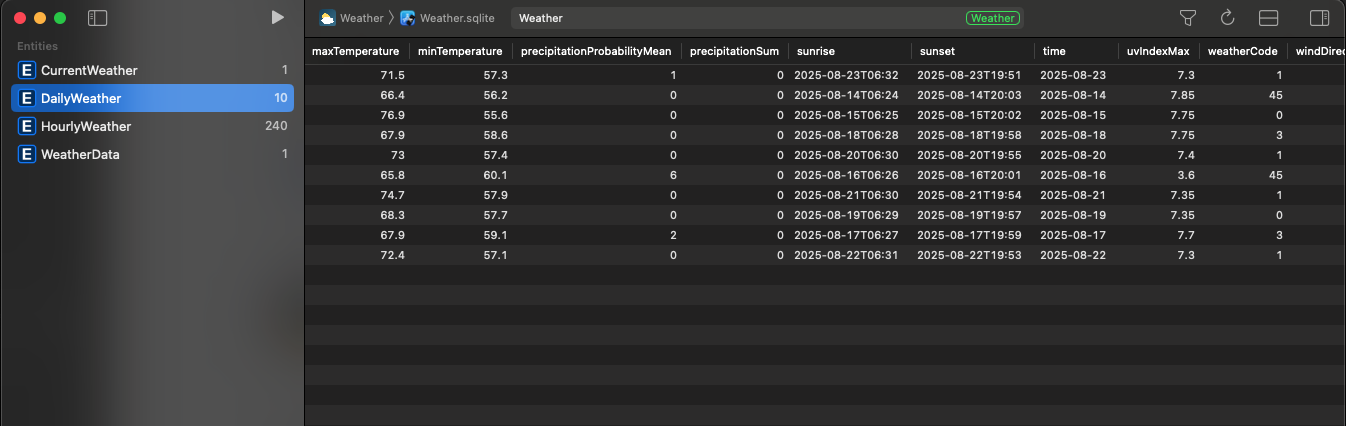 Weather 〉 Weather.sqlite Weather Weather
Entities
E CurrentWeather 1
E DailyWeather 10
E HourlyWeather 240
E WeatherData 1
maxTemperature minTemperature precipitationProbabilityMean precipitationSum sunrise sunset time uvIndexMax weatherCode windDirec
71.5 57.3 1 0 2025-08-23T06:32 2025-08-23T19:51 2025-08-23 7.3 1
66.4 56.2 0 0 2025-08-14T06:24 2025-08-14T20:03 2025-08-14 7.85 45
76.9 55.6 0 0 2025-08-15T06:25 2025-08-15T20:02 2025-08-15 7.75 0
67.9 58.6 0 0 2025-08-18T06:28 2025-08-18T19:58 2025-08-18 7.75 3
73 57.4 0 0 2025-08-20T06:30 2025-08-20T19:55 2025-08-20 7.4 1
65.8 60.1 6 0 2025-08-16T06:26 2025-08-16T20:01 2025-08-16 3.6 45
74.7 57.9 0 0 2025-08-21T06:30 2025-08-21T19:54 2025-08-21 7.35 1
68.3 57.7 0 0 2025-08-19T06:29 2025-08-19T19:57 2025-08-19 7.35 0
67.9 59.1 2 0 2025-08-17T06:27 2025-08-17T19:59 2025-08-17 7.7 3
72.4 57.1 0 0 2025-08-22T06:31 2025-08-22T19:53 2025-08-22 7.3 1